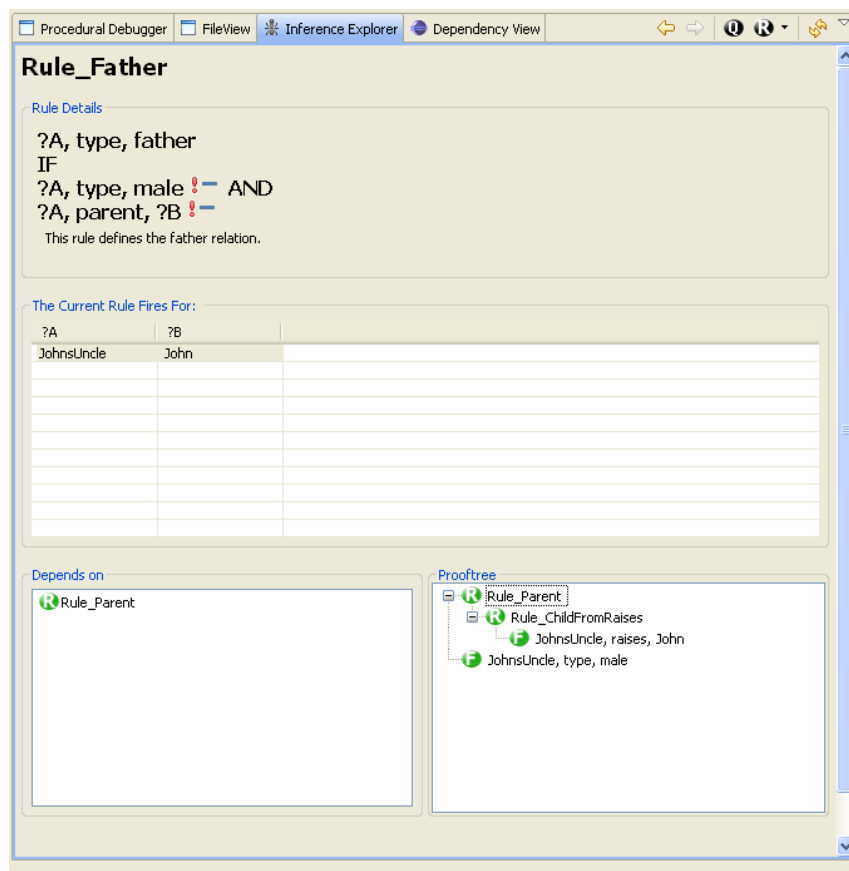 Procedural Debugger FileView Inference Explorer Dependency View Q R
Rule_Father
Rule Details
?A, type, father
IF
?A, type, male ! AND
?A, parent, ?B !
This rule defines the father relation.
The Current Rule Fires For:
?A ?B
JohnsUncle John
Depends on
R Rule_Parent
Prooftree
R Rule_Parent
R Rule_ChildFromRaises
F JohnsUncle, raises, John
F JohnsUncle, type, male